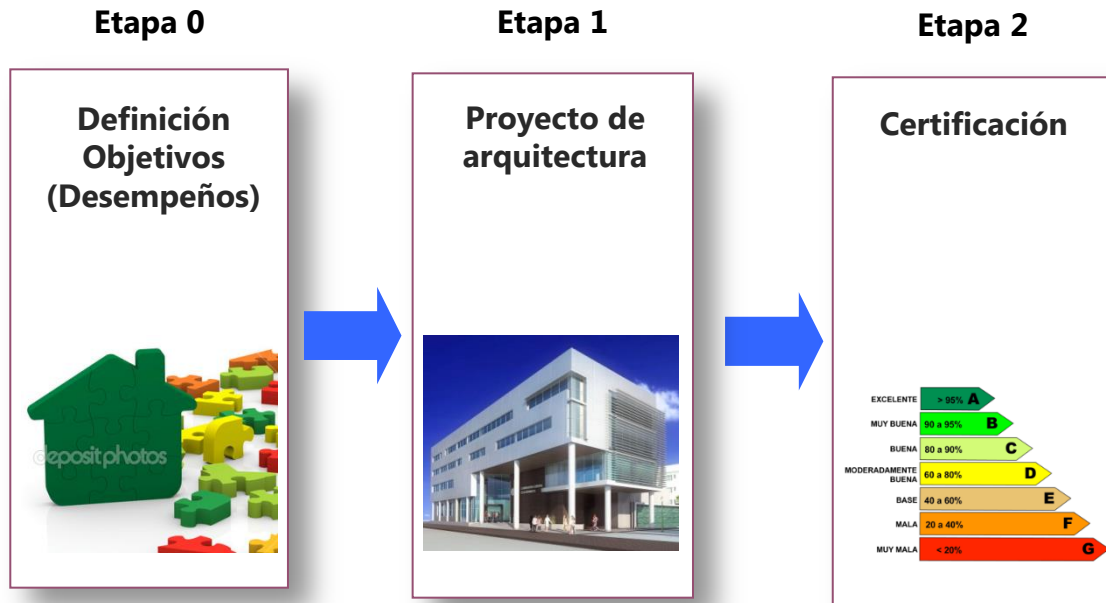 Etapa 0
Etapa 1
Etapa 2
Definición
Objetivos
(Desempeños)
depositphotos
Proyecto de
arquitectura
Certificación
EXCELENTE > 95% A
MUY BUENA 90 a 95% B
BUENA 80 a 90% C
MODERADAMENTE
BUENA 60 a 80% D
BASE 40 a 60% E
MALA 20 a 40% F
MUY MALA < 20% G